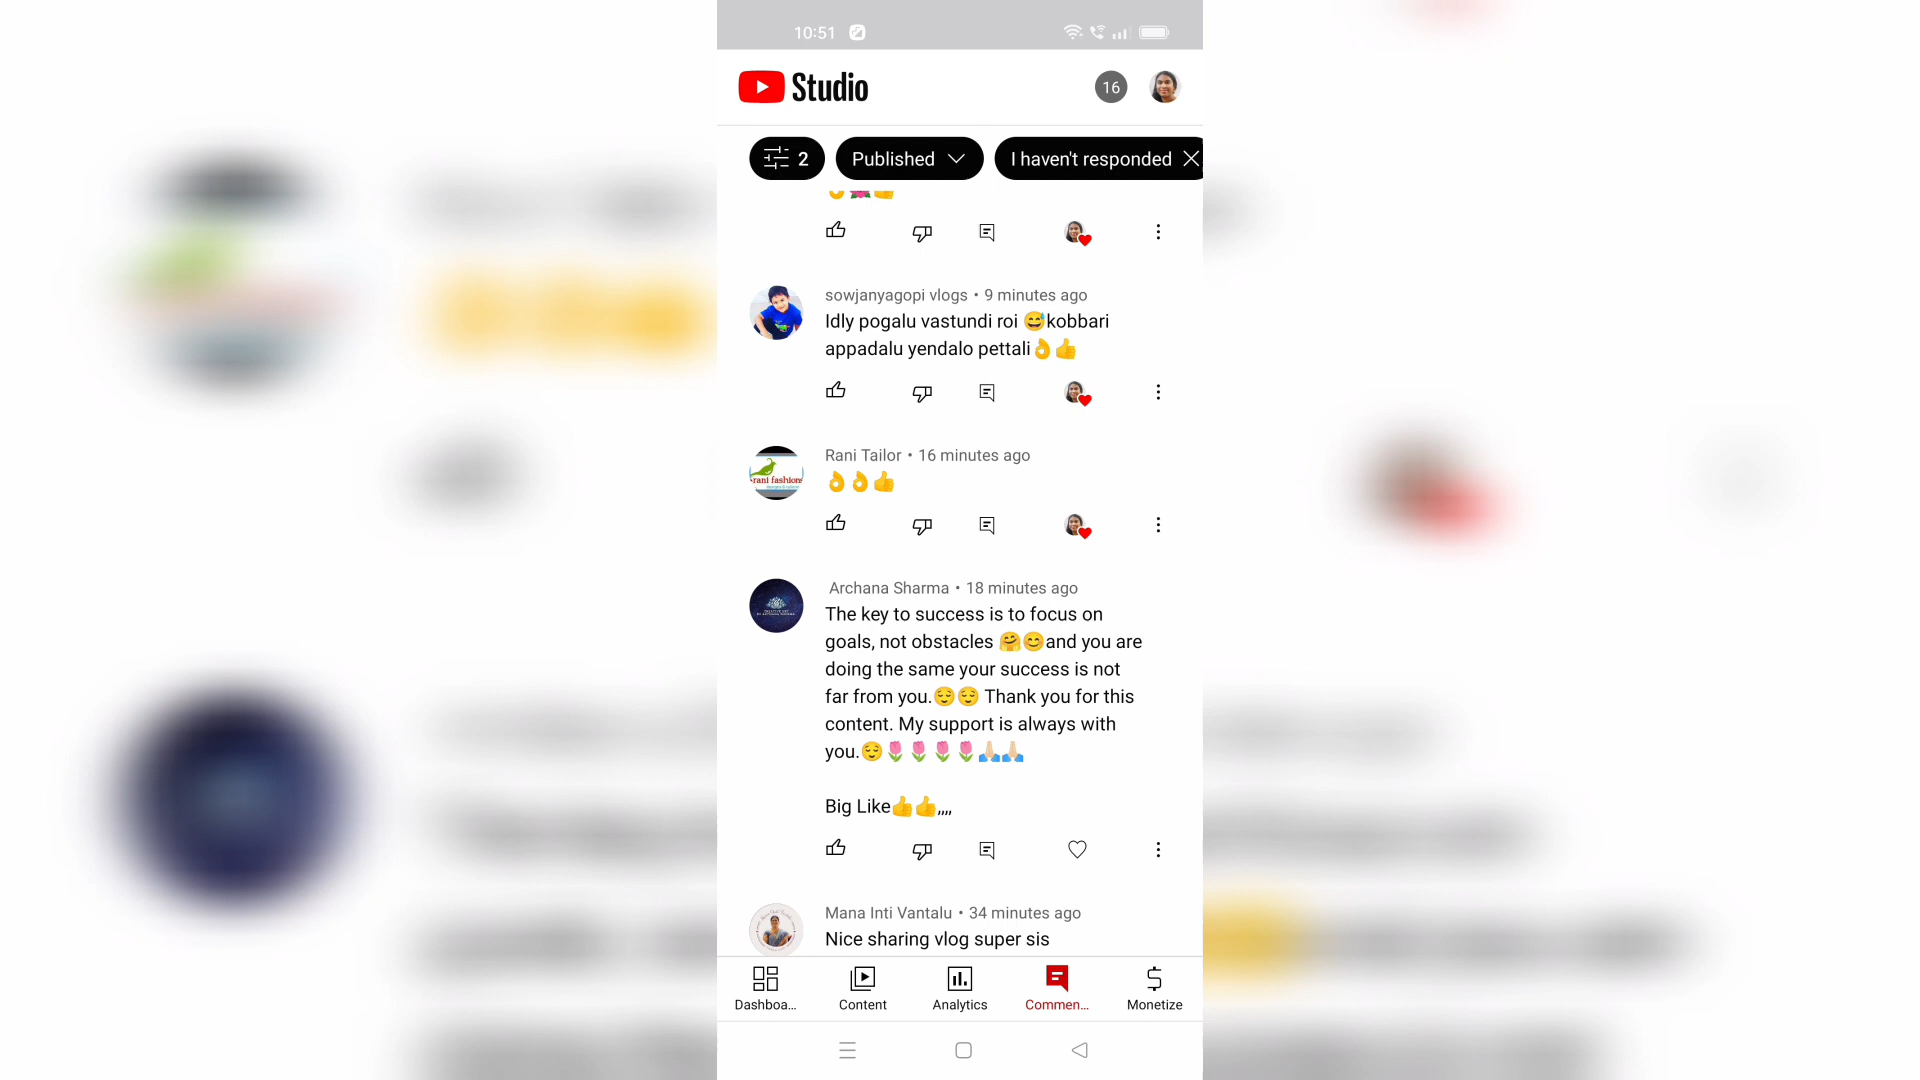 10:51
Studio
16
2
Published
I haven't responded
sowjanyagopi vlogs • 9 minutes ago
Idly pogalu vastundi roi 😅kobbari
appadalu yendalo pettali👌👍
Rani Tailor • 16 minutes ago
rani fashions
👌👌👍
Archana Sharma • 18 minutes ago
The key to success is to focus on
goals, not obstacles 🤗😊and you are
doing the same your success is not
far from you.😌😌 Thank you for this
content. My support is always with
you.😌🌷🌷🌷🌷🙏🏻🙏🏻
Big Like👍👍,,,,
Mana Inti Vantalu • 34 minutes ago
Nice sharing vlog super sis
Dashboa...
Content
Analytics
Commen...
Monetize